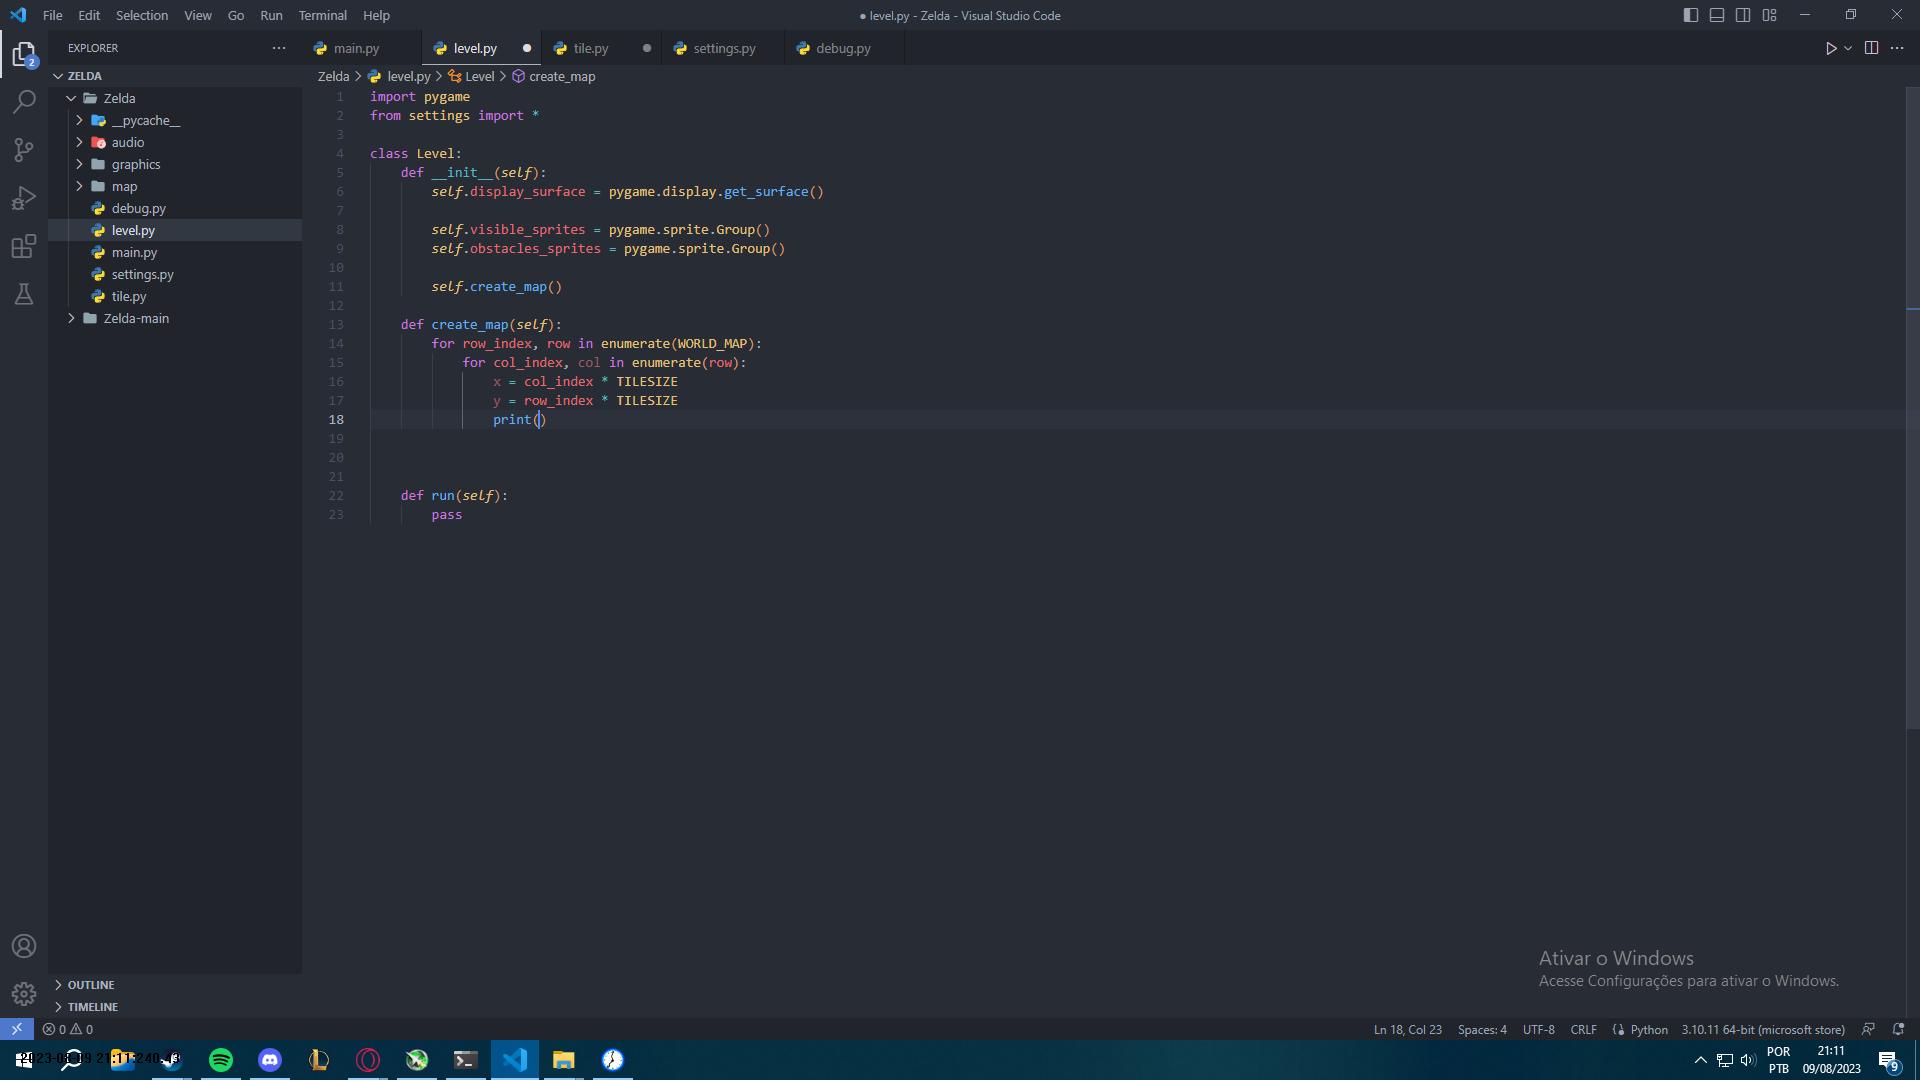 File Edit Selection View Go Run Terminal Help
● level.py - Zelda - Visual Studio Code
EXPLORER
main.py level.py tile.py settings.py debug.py
ZELDA
Zelda > level.py > Level > create_map
Zelda
__pycache__
audio
graphics
map
debug.py
level.py
main.py
settings.py
tile.py
Zelda-main
1 import pygame
2 from settings import *
3
4 class Level:
5 def __init__(self):
6 self.display_surface = pygame.display.get_surface()
7
8 self.visible_sprites = pygame.sprite.Group()
9 self.obstacles_sprites = pygame.sprite.Group()
10
11 self.create_map()
12
13 def create_map(self):
14 for row_index, row in enumerate(WORLD_MAP):
15 for col_index, col in enumerate(row):
16 x = col_index * TILESIZE
17 y = row_index * TILESIZE
18 print()
19
20
21
22 def run(self):
23 pass
2
OUTLINE
TIMELINE
Ativar o Windows
Acesse Configurações para ativar o Windows.
0 0
Ln 18, Col 23 Spaces: 4 UTF-8 CRLF Python 3.10.11 64-bit (microsoft store)
POR
PTB
21:11
09/08/2023
9